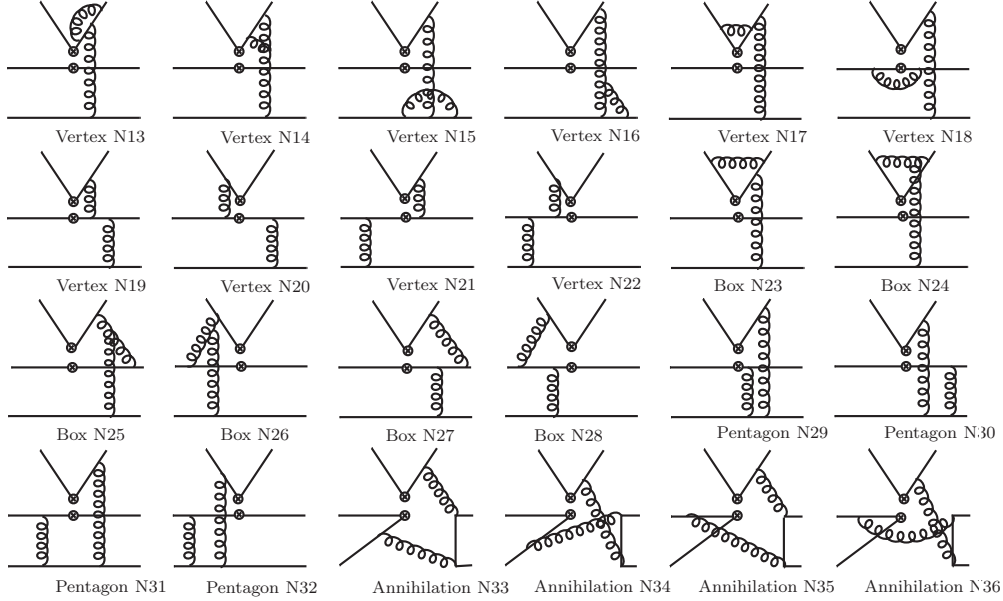 Vertex N13 Vertex N14 Vertex N15 Vertex N16 Vertex N17 Vertex N18
Vertex N19 Vertex N20 Vertex N21 Vertex N22 Box N23 Box N24
Box N25 Box N26 Box N27 Box N28 Pentagon N29 Pentagon N30
Pentagon N31 Pentagon N32 Annihilation N33 Annihilation N34 Annihilation N35 Annihilation N36